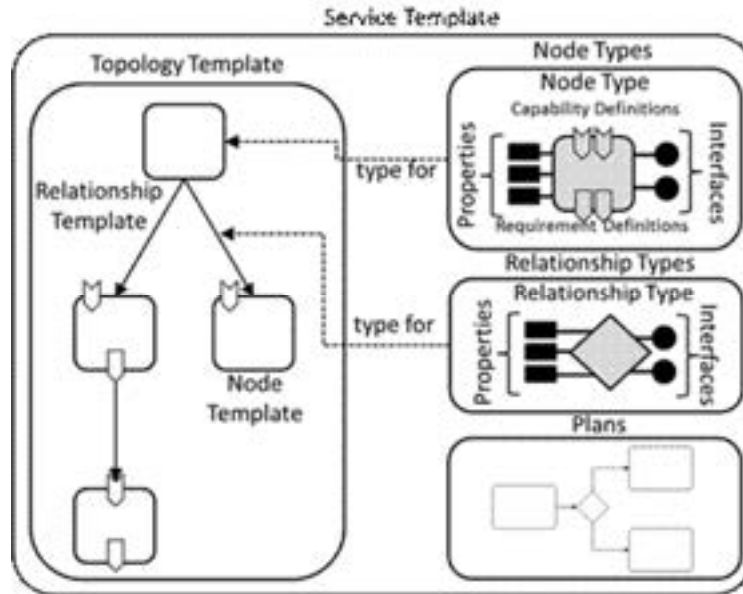 Service Template
Topology Template
Relationship
Template
Node
Template
type for
type for
Node Types
Node Type
Capability Definitions
Properties
Interfaces
Requirement Definitions
Relationship Types
Relationship Type
Properties
Interfaces
Plans